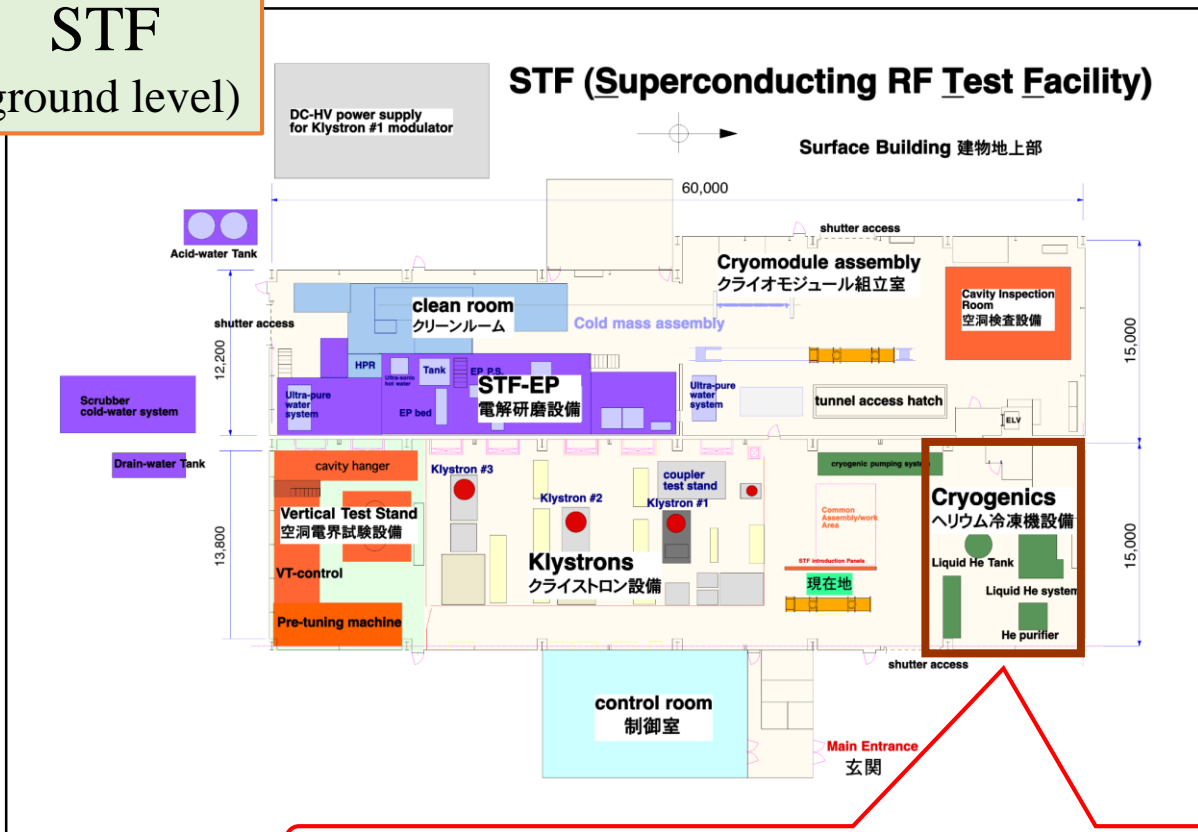 STF
ground level)
STF (Superconducting RF Test Facility)
DC-HV power supply
for Klystron #1 modulator
Surface Building 建物地上部
60,000
shutter access
Acid-water Tank
Cryomodule assembly
クライオモジュール組立室
clean room
クリーンルーム
Cavity Inspection
Room
空洞検査設備
Cold mass assembly
shutter access
12,200
15,000
HPR
Ultra-sonic
hot water
Tank
EP P.S.
STF-EP
電解研磨設備
Ultra-pure
water
system
EP bed
Ultra-pure
water
system
tunnel access hatch
ELV
Scrubber
cold-water system
Drain-water Tank
cavity hanger
Klystron #3
coupler
test stand
cryogenic pumping system
Klystron #2
Klystron #1
Cryogenics
ヘリウム冷凍機設備
Vertical Test Stand
空洞電界試験設備
Common
Assembly/work
Area
13,800
15,000
Klystrons
クライストロン設備
STF Introduction Panels
Liquid He Tank
VT-control
現在地
Liquid He system
Pre-tuning machine
He purifier
shutter access
control room
制御室
Main Entrance
玄関